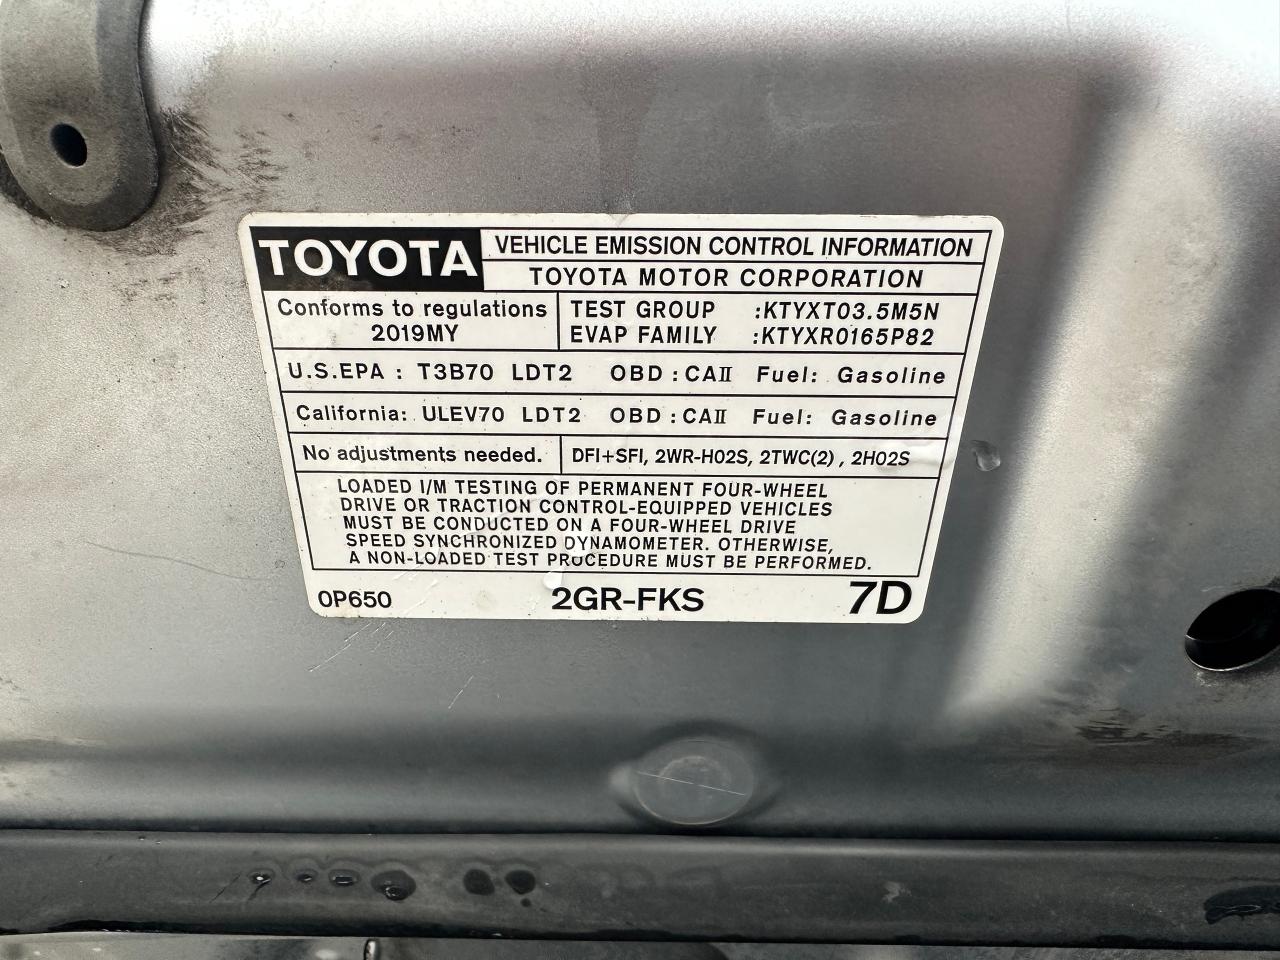 TOYOTA VEHICLE EMISSION CONTROL INFORMATION
TOYOTA MOTOR CORPORATION
Conforms to regulations
2019MY
TEST GROUP :KTYXT03.5M5N
EVAP FAMILY :KTYXR0165P82
U.S.EPA : T3B70 LDT2 OBD : CAⅡ Fuel: Gasoline
California: ULEV70 LDT2 OBD : CAⅡ Fuel: Gasoline
No adjustments needed. DFI+SFI, 2WR-HO2S, 2TWC(2) , 2HO2S
LOADED I/M TESTING OF PERMANENT FOUR-WHEEL
DRIVE OR TRACTION CONTROL-EQUIPPED VEHICLES
MUST BE CONDUCTED ON A FOUR-WHEEL DRIVE
SPEED SYNCHRONIZED DYNAMOMETER. OTHERWISE,
A NON-LOADED TEST PROCEDURE MUST BE PERFORMED.
0P650 2GR-FKS 7D